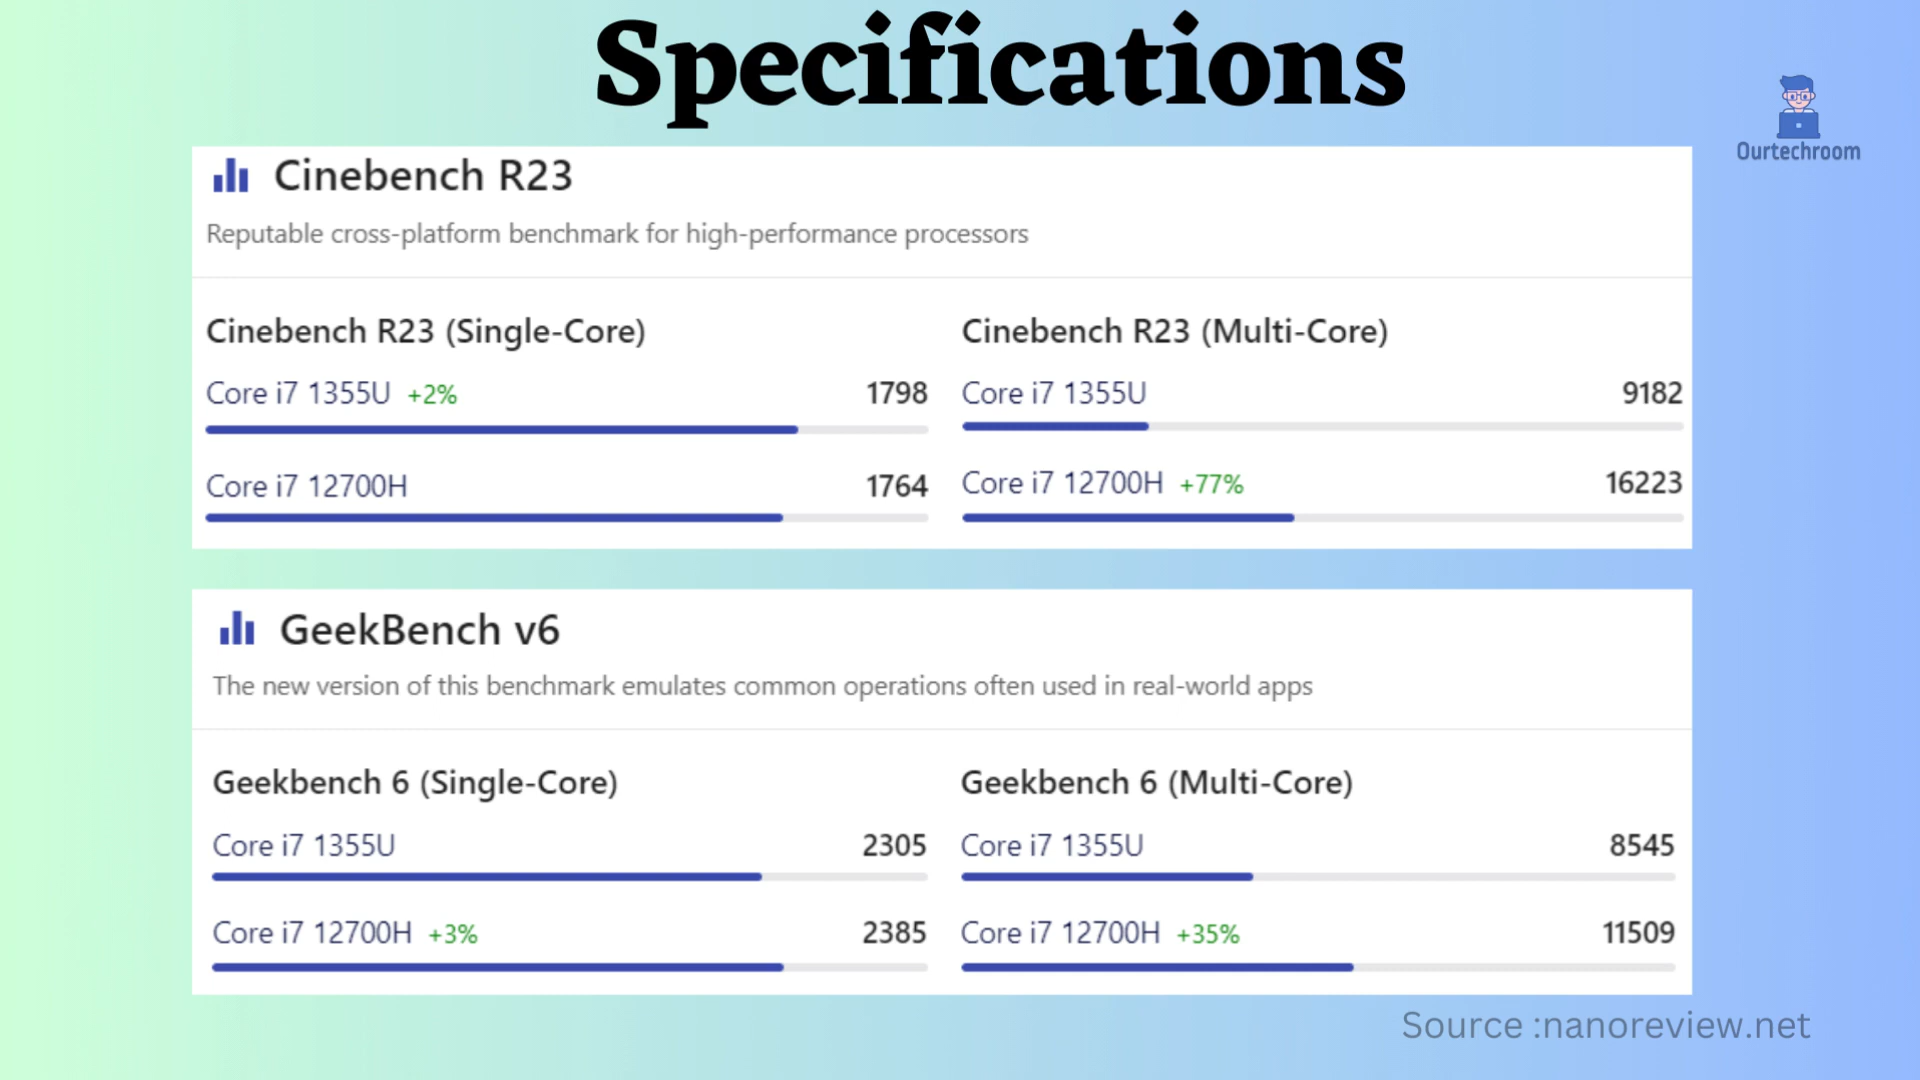 Specifications
Ourtechroom
Cinebench R23
Reputable cross-platform benchmark for high-performance processors
Cinebench R23 (Single-Core)
Core i7 1355U +2% 1798
Core i7 12700H 1764
Cinebench R23 (Multi-Core)
Core i7 1355U 9182
Core i7 12700H +77% 16223
GeekBench v6
The new version of this benchmark emulates common operations often used in real-world apps
Geekbench 6 (Single-Core)
Core i7 1355U 2305
Core i7 12700H +3% 2385
Geekbench 6 (Multi-Core)
Core i7 1355U 8545
Core i7 12700H +35% 11509
Source :nanoreview.net